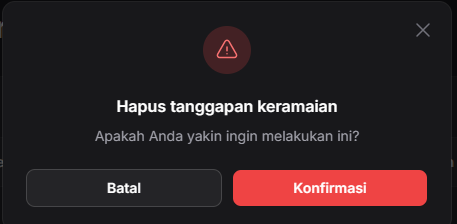 Hapus tanggapan keramaian
Apakah Anda yakin ingin melakukan ini?
Batal
Konfirmasi